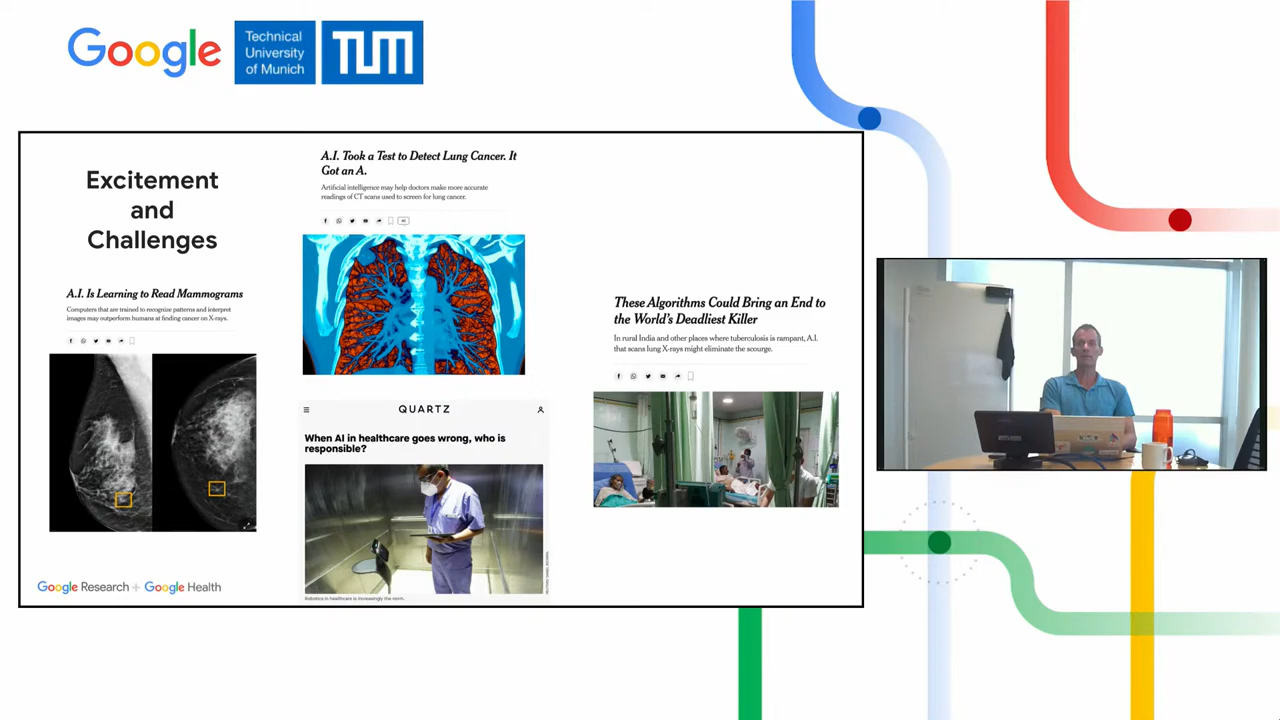 Google
Technical
University
of Munich
TUM
Excitement
and
Challenges
A.I. Is Learning to Read Mammograms
Computers that are trained to recognize patterns and interpret
images may outperform humans at finding cancer on X-rays.
A.I. Took a Test to Detect Lung Cancer. It
Got an A.
Artificial intelligence may help doctors make more accurate
readings of CT scans used to screen for lung cancer.
QUARTZ
When AI in healthcare goes wrong, who is
responsible?
Robotics in healthcare is increasingly the norm.
These Algorithms Could Bring an End to
the World's Deadliest Killer
In rural India and other places where tuberculosis is rampant, A.I.
that scans lung X-rays might eliminate the scourge.
Google Research + Google Health